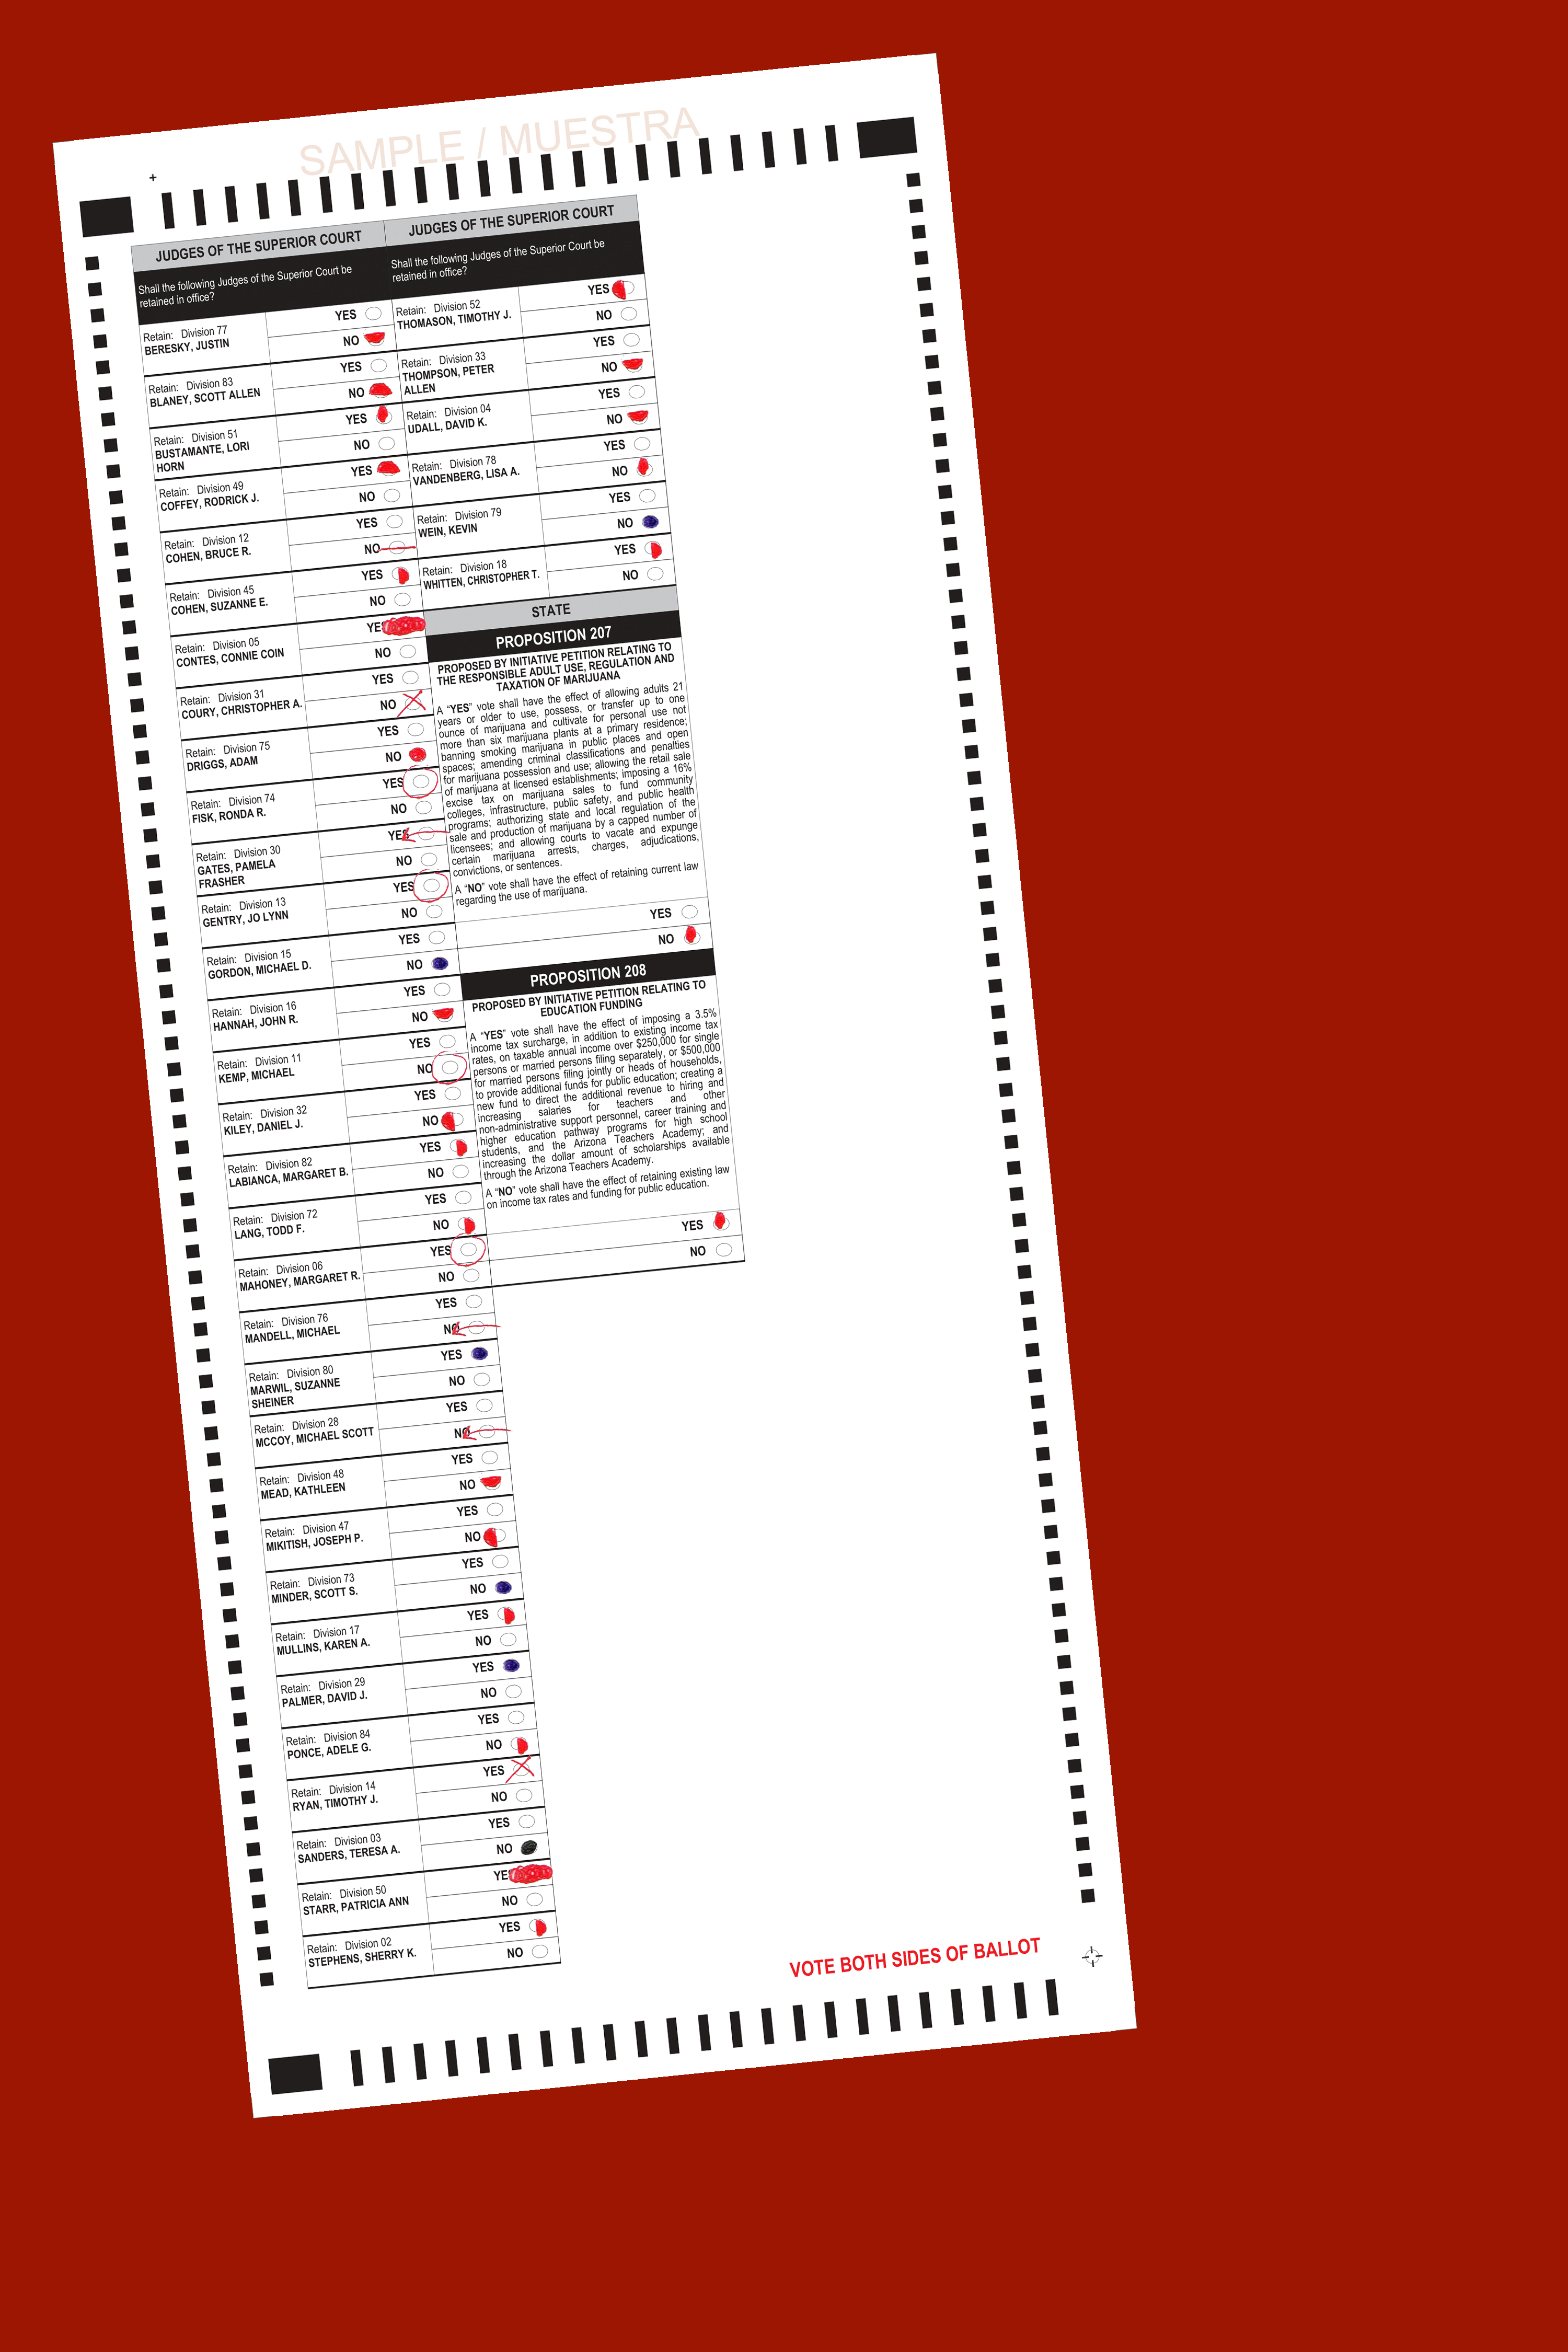 SAMPLE / MUESTRA
JUDGES OF THE SUPERIOR COURT
Shall the following Judges of the Superior Court be
retained in office?
Retain: Division 77
BERESKY, JUSTIN
YES
NO
Retain: Division 83
BLANEY, SCOTT ALLEN
YES
NO
Retain: Division 51
BUSTAMANTE, LORI
HORN
YES
NO
Retain: Division 49
COFFEY, RODRICK J.
YES
NO
Retain: Division 12
COHEN, BRUCE R.
YES
NO
Retain: Division 45
COHEN, SUZANNE E.
YES
NO
Retain: Division 05
CONTES, CONNIE COIN
YES
NO
Retain: Division 31
COURY, CHRISTOPHER A.
YES
NO
Retain: Division 75
DRIGGS, ADAM
YES
NO
Retain: Division 74
FISK, RONDA R.
YES
NO
Retain: Division 30
GATES, PAMELA
FRASHER
YES
NO
Retain: Division 13
GENTRY, JO LYNN
YES
NO
Retain: Division 15
GORDON, MICHAEL D.
YES
NO
Retain: Division 16
HANNAH, JOHN R.
YES
NO
Retain: Division 11
KEMP, MICHAEL
YES
NO
Retain: Division 32
KILEY, DANIEL J.
YES
NO
Retain: Division 82
LABIANCA, MARGARET B.
YES
NO
Retain: Division 72
LANG, TODD F.
YES
NO
Retain: Division 06
MAHONEY, MARGARET R.
YES
NO
Retain: Division 76
MANDELL, MICHAEL
YES
NO
Retain: Division 80
MARWIL, SUZANNE
SHEINER
YES
NO
Retain: Division 28
MCCOY, MICHAEL SCOTT
YES
NO
Retain: Division 48
MEAD, KATHLEEN
YES
NO
Retain: Division 47
MIKITISH, JOSEPH P.
YES
NO
Retain: Division 73
MINDER, SCOTT S.
YES
NO
Retain: Division 17
MULLINS, KAREN A.
YES
NO
Retain: Division 29
PALMER, DAVID J.
YES
NO
Retain: Division 84
PONCE, ADELE G.
YES
NO
Retain: Division 14
RYAN, TIMOTHY J.
YES
NO
Retain: Division 03
SANDERS, TERESA A.
YES
NO
Retain: Division 50
STARR, PATRICIA ANN
YES
NO
Retain: Division 02
STEPHENS, SHERRY K.
YES
NO
JUDGES OF THE SUPERIOR COURT
Shall the following Judges of the Superior Court be
retained in office?
Retain: Division 52
THOMASON, TIMOTHY J.
YES
NO
Retain: Division 33
THOMPSON, PETER
ALLEN
YES
NO
Retain: Division 04
UDALL, DAVID K.
YES
NO
Retain: Division 78
VANDENBERG, LISA A.
YES
NO
Retain: Division 79
WEIN, KEVIN
YES
NO
Retain: Division 18
WHITTEN, CHRISTOPHER T.
YES
NO
STATE
PROPOSITION 207
PROPOSED BY INITIATIVE PETITION RELATING TO
THE RESPONSIBLE ADULT USE, REGULATION AND
TAXATION OF MARIJUANA
A “YES” vote shall have the effect of allowing adults 21
years or older to use, possess, or transfer up to one
ounce of marijuana and cultivate for personal use not
more than six marijuana plants at a primary residence;
banning smoking marijuana in public places and open
spaces; amending criminal classifications and penalties
for marijuana possession and use; allowing the retail sale
of marijuana at licensed establishments; imposing a 16%
excise tax on marijuana sales to fund community
colleges, infrastructure, public safety, and public health
programs; authorizing state and local regulation of the
sale and production of marijuana by a capped number of
licensees; and allowing courts to vacate and expunge
certain marijuana arrests, charges, adjudications,
convictions, or sentences.
A “NO” vote shall have the effect of retaining current law
regarding the use of marijuana.
YES
NO
PROPOSITION 208
PROPOSED BY INITIATIVE PETITION RELATING TO
EDUCATION FUNDING
A “YES” vote shall have the effect of imposing a 3.5%
income tax surcharge, in addition to existing income tax
rates, on taxable annual income over $250,000 for single
persons or married persons filing separately, or $500,000
for married persons filing jointly or heads of households,
to provide additional funds for public education; creating a
new fund to direct the additional revenue to hiring and
increasing salaries for teachers and other
non-administrative support personnel, career training and
higher education pathway programs for high school
students, and the Arizona Teachers Academy; and
increasing the dollar amount of scholarships available
through the Arizona Teachers Academy.
A “NO” vote shall have the effect of retaining existing law
on income tax rates and funding for public education.
YES
NO
VOTE BOTH SIDES OF BALLOT